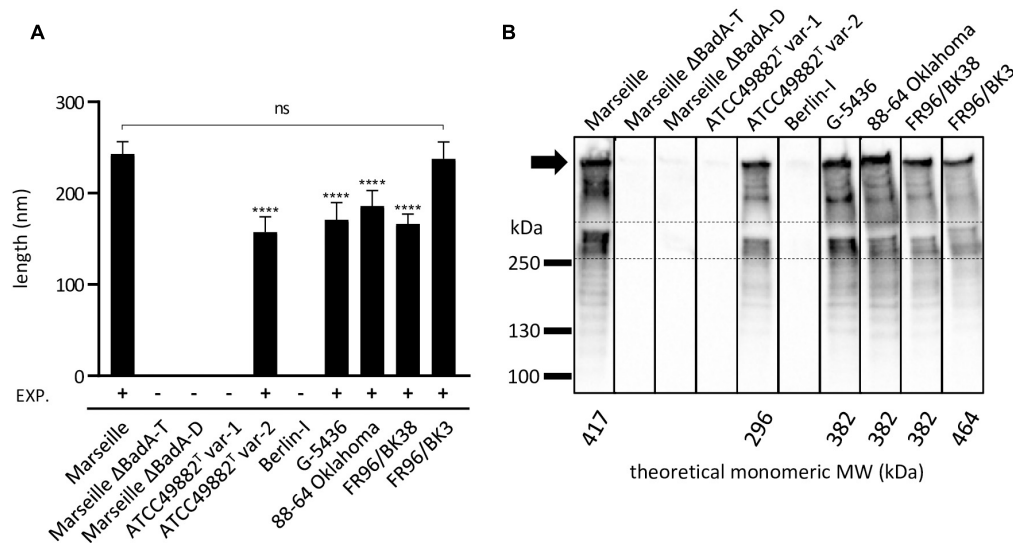 A
300
200
100
0
length (nm)
ns
****
****
****
****
EXP. + - - - + - + + + +
Marseille
Marseille ΔBadA-T
Marseille ΔBadA-D
ATCC49882ᵀ var-1
ATCC49882ᵀ var-2
Berlin-I
G-5436
88-64 Oklahoma
FR96/BK38
FR96/BK3
B
Marseille
Marseille ΔBadA-T
Marseille ΔBadA-D
ATCC49882ᵀ var-1
ATCC49882ᵀ var-2
Berlin-I
G-5436
88-64 Oklahoma
FR96/BK38
FR96/BK3
kDa
250
130
100
417 296 382 382 382 464
theoretical monomeric MW (kDa)